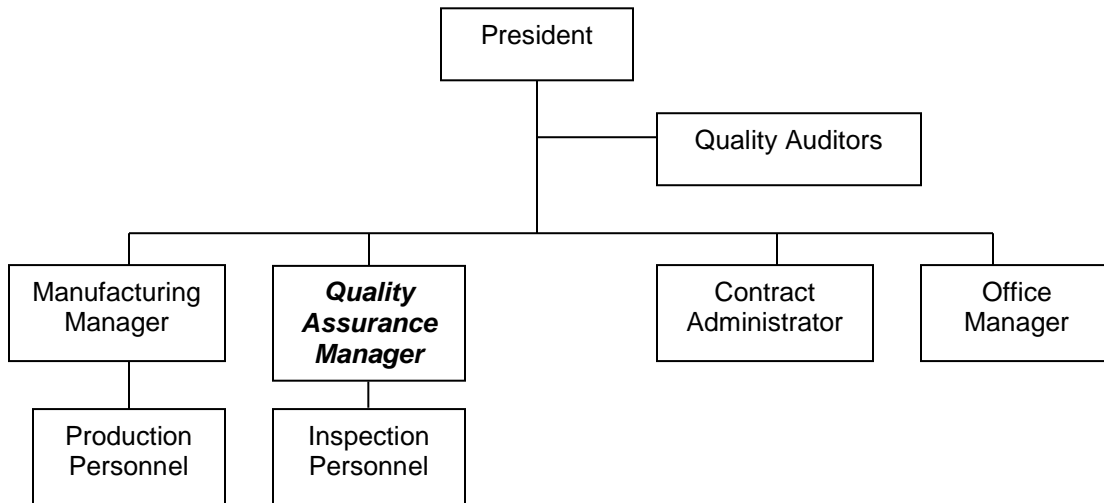 President
Quality Auditors
Manufacturing
Manager
Quality
Assurance
Manager
Contract
Administrator
Office
Manager
Production
Personnel
Inspection
Personnel